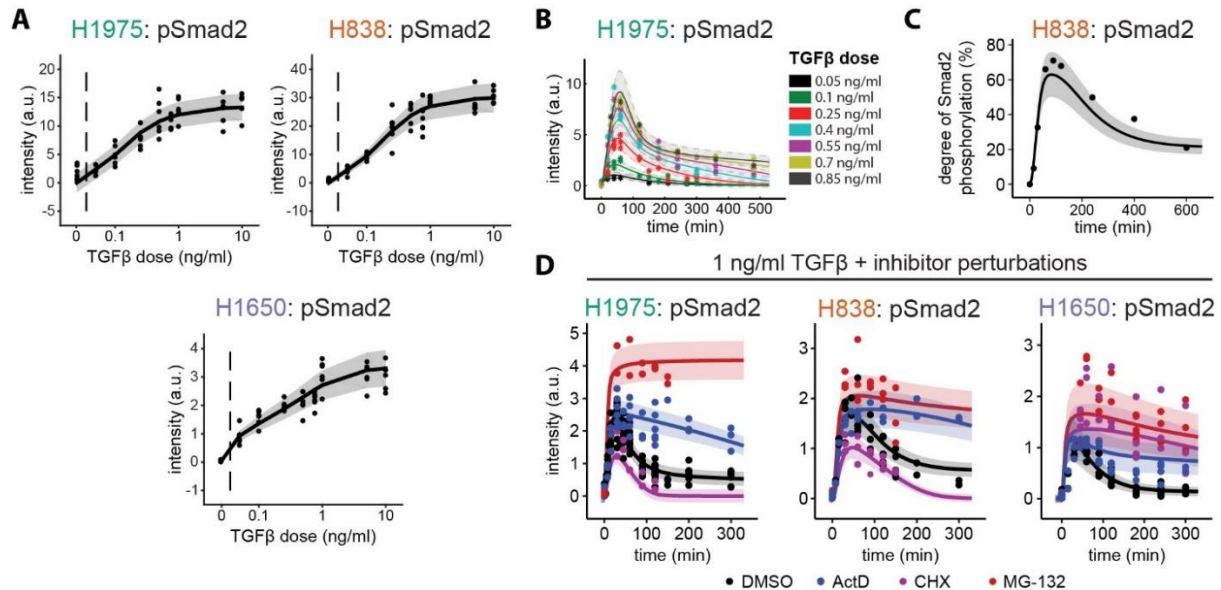 A
H1975: pSmad2
intensity (a.u.)
20
15
10
5
0
-5
0
0.1
1
10
TGFβ dose (ng/ml)
H838: pSmad2
intensity (a.u.)
40
30
20
10
0
-10
0
0.1
1
10
TGFβ dose (ng/ml)
H1650: pSmad2
intensity (a.u.)
4
3
2
1
0
-1
0
0.1
1
10
TGFβ dose (ng/ml)
B
H1975: pSmad2
intensity (a.u.)
10
5
0
0 100 200 300 400 500
time (min)
TGFβ dose
0.05 ng/ml
0.1 ng/ml
0.25 ng/ml
0.4 ng/ml
0.55 ng/ml
0.7 ng/ml
0.85 ng/ml
C
H838: pSmad2
degree of Smad2
phosphorylation (%)
80
60
40
20
0
0 200 400 600
time (min)
D
1 ng/ml TGFβ + inhibitor perturbations
H1975: pSmad2
intensity (a.u.)
5
4
3
2
1
0
0 100 200 300
time (min)
H838: pSmad2
3
2
1
0
0 100 200 300
time (min)
H1650: pSmad2
3
2
1
0
0 100 200 300
time (min)
DMSO ActD CHX MG-132